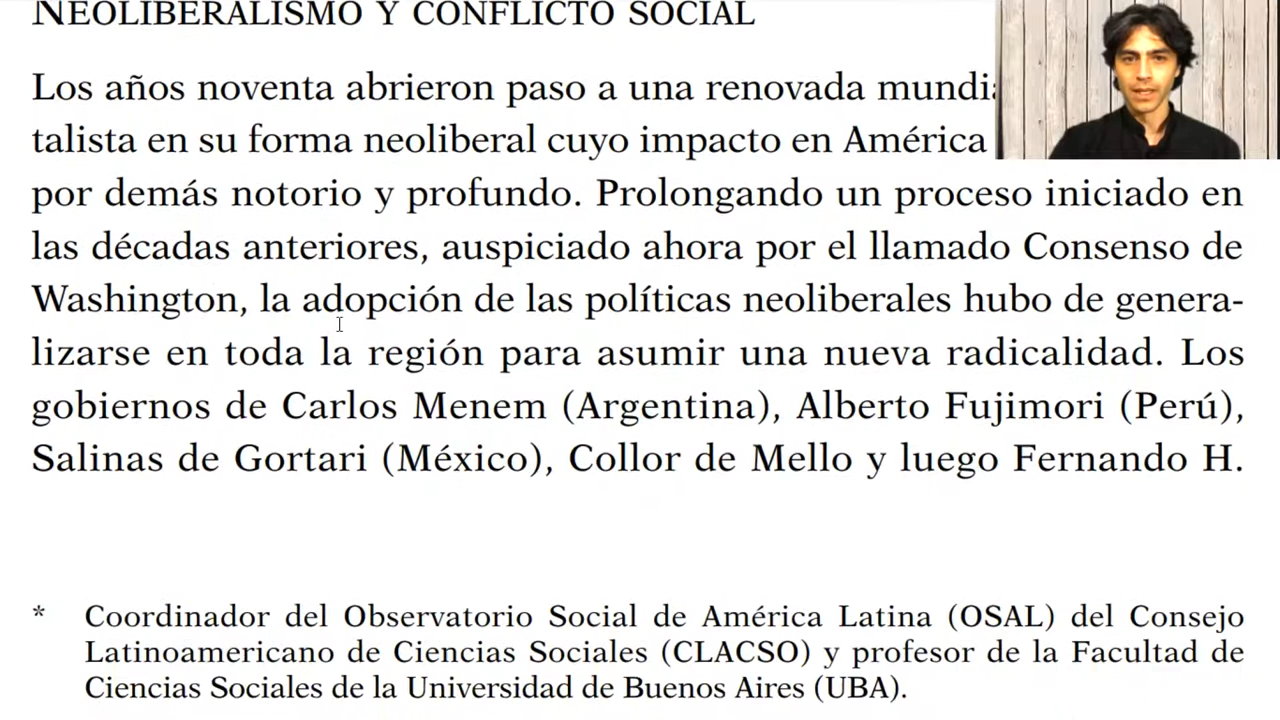 NEOLIBERALISMO Y CONFLICTO SOCIAL
Los años noventa abrieron paso a una renovada
talista en su forma neoliberal cuyo impacto en América
por demás notorio y profundo. Prolongando un proceso iniciado en
las décadas anteriores, auspiciado ahora por el llamado Consenso de
Washington, la adopción de las políticas neoliberales hubo de genera-
lizarse en toda la región para asumir una nueva radicalidad. Los
gobiernos de Carlos Menem (Argentina), Alberto Fujimori (Perú),
Salinas de Gortari (México), Collor de Mello y luego Fernando H.
* Coordinador del Observatorio Social de América Latina (OSAL) del Consejo
Latinoamericano de Ciencias Sociales (CLACSO) y profesor de la Facultad de
Ciencias Sociales de la Universidad de Buenos Aires (UBA).